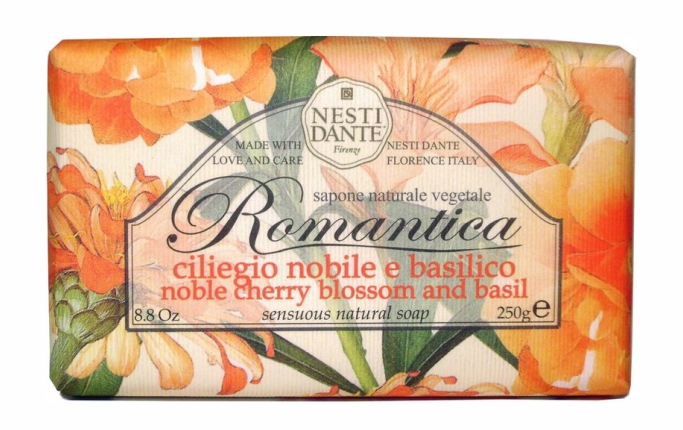 NESTI
DANTE
Firenze
MADE WITH
LOVE AND CARE
NESTI DANTE
FLORENCE ITALY
sapone naturale vegetale
Romantica
ciliegio nobile e basilico
noble cherry blossom and basil
8.8 Oz
sensuous natural soap
250g e